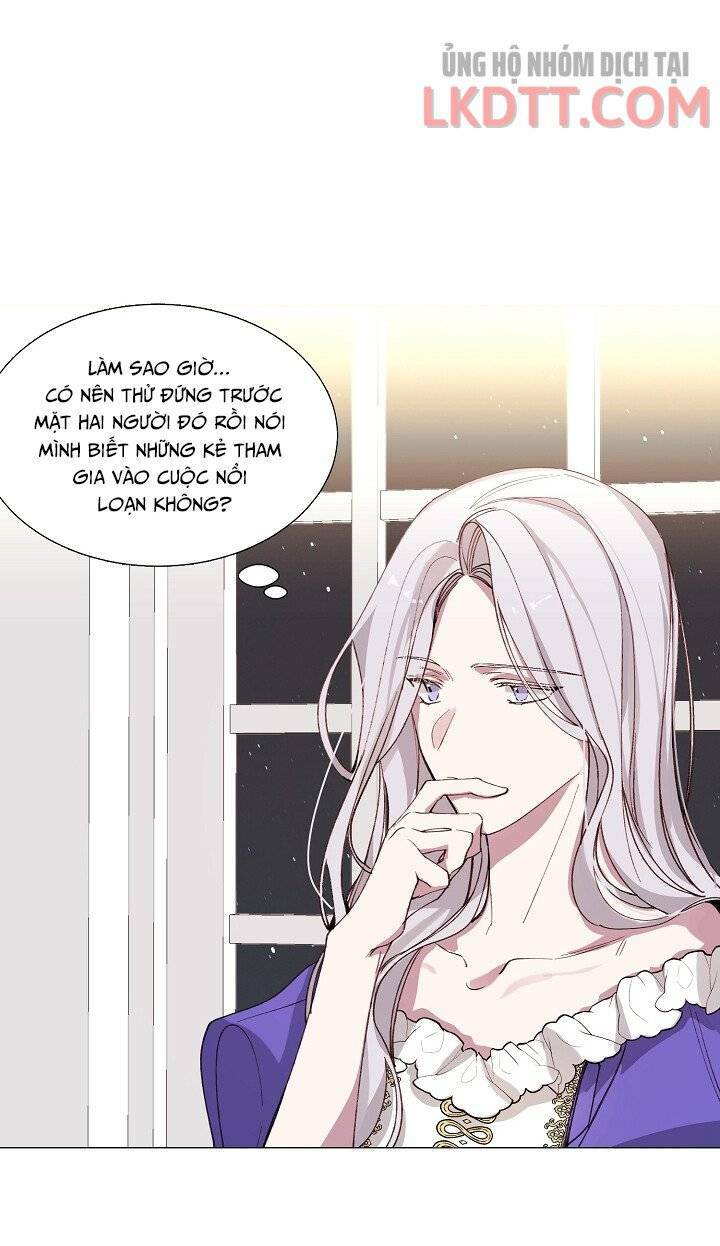 ỦNG HỘ NHÓM DỊCH TẠI
LKDTT.COM
LÀM SAO GIỜ...
CÓ NÊN THỬ ĐỨNG TRƯỚC
MẶT HAI NGƯỜI ĐÓ RỒI NÓI
MÌNH BIẾT NHỮNG KẺ THAM
GIA VÀO CUỘC NỔI
LOẠN KHÔNG?